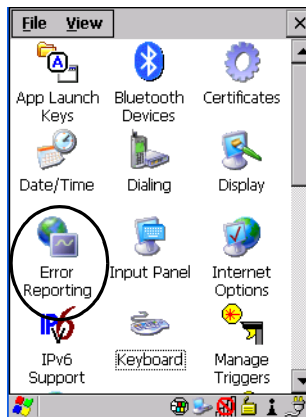 File View
App Launch Keys
Bluetooth Devices
Certificates
Date/Time
Dialing
Display
Error Reporting
Input Panel
Internet Options
IPv6 Support
Keyboard
Manage Triggers